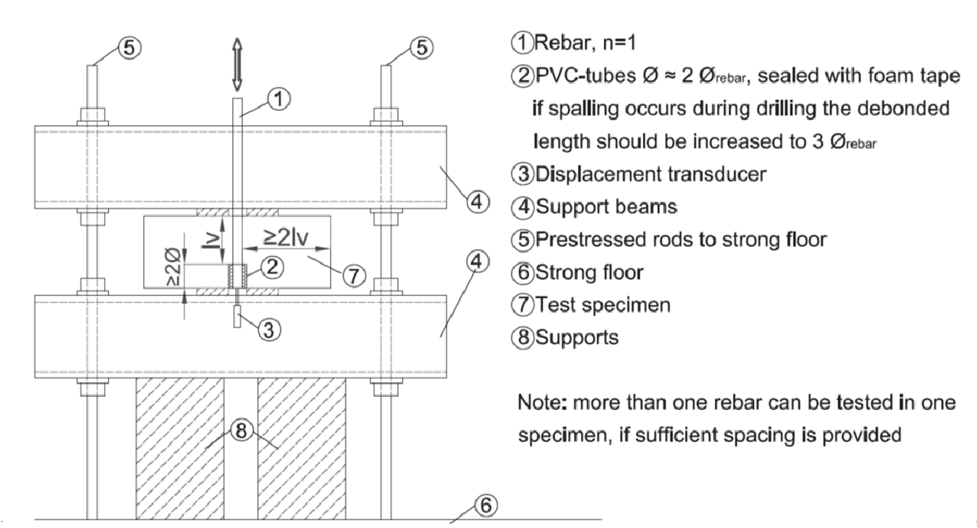 ⑤
⑤
①
④
lv
≥2lv
≥2Ø
②
⑦
④
③
⑧
⑥
①Rebar, n=1
②PVC-tubes Ø ≈ 2 Ørebar, sealed with foam tape
if spalling occurs during drilling the debonded
length should be increased to 3 Ørebar
③Displacement transducer
④Support beams
⑤Prestressed rods to strong floor
⑥Strong floor
⑦Test specimen
⑧Supports
Note: more than one rebar can be tested in one
specimen, if sufficient spacing is provided